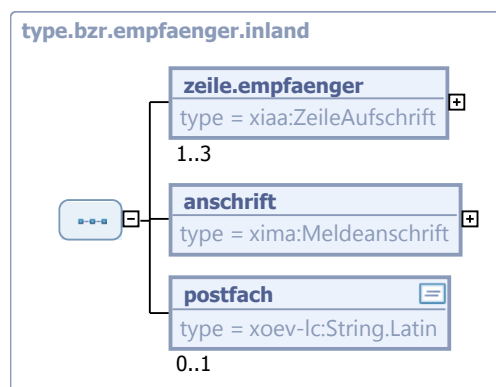 type.bzr.empfaenger.inland
zeile.empfaenger
type = xiaa:ZeileAufschrift
1..3
anschrift
type = xima:Meldeanschrift
postfach
type = xoev-lc:String.Latin
0..1